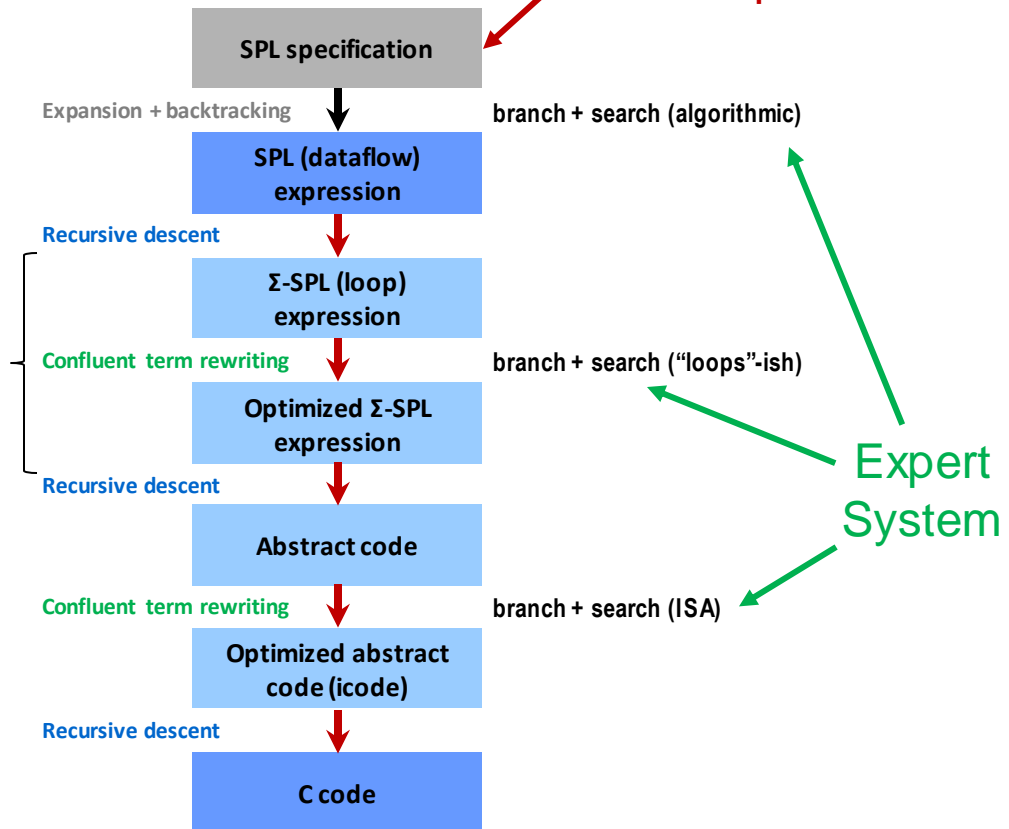 SPL specification
Expansion + backtracking
branch + search (algorithmic)
SPL (dataflow)
expression
Recursive descent
Σ-SPL (loop)
expression
Confluent term rewriting
branch + search (“loops”-ish)
Optimized Σ-SPL
expression
Expert
System
Recursive descent
Abstract code
Confluent term rewriting
branch + search (ISA)
Optimized abstract
code (icode)
Recursive descent
C code